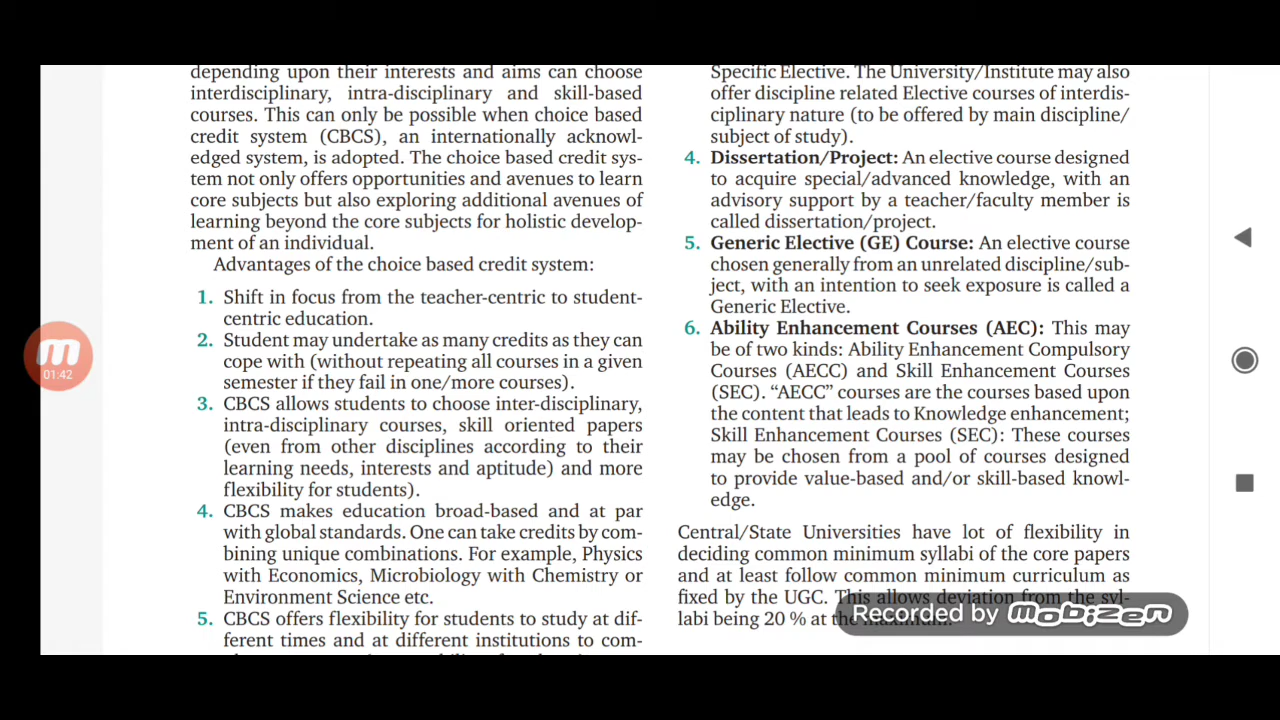 depending upon their interests and aims can choose
interdisciplinary, intra-disciplinary and skill-based
courses. This can only be possible when choice based
credit system (CBCS), an internationally acknowl-
edged system, is adopted. The choice based credit sys-
tem not only offers opportunities and avenues to learn
core subjects but also exploring additional avenues of
learning beyond the core subjects for holistic develop-
ment of an individual.
Advantages of the choice based credit system:
1. Shift in focus from the teacher-centric to student-
centric education.
2. Student may undertake as many credits as they can
cope with (without repeating all courses in a given
semester if they fail in one/more courses).
3. CBCS allows students to choose inter-disciplinary,
intra-disciplinary courses, skill oriented papers
(even from other disciplines according to their
learning needs, interests and aptitude) and more
flexibility for students).
4. CBCS makes education broad-based and at par
with global standards. One can take credits by com-
bining unique combinations. For example, Physics
with Economics, Microbiology with Chemistry or
Environment Science etc.
5. CBCS offers flexibility for students to study at dif-
ferent times and at different institutions to com-
Specific Elective. The University/Institute may also
offer discipline related Elective courses of interdis-
ciplinary nature (to be offered by main discipline/
subject of study).
4. Dissertation/Project: An elective course designed
to acquire special/advanced knowledge, with an
advisory support by a teacher/faculty member is
called dissertation/project.
5. Generic Elective (GE) Course: An elective course
chosen generally from an unrelated discipline/sub-
ject, with an intention to seek exposure is called a
Generic Elective.
6. Ability Enhancement Courses (AEC): This may
be of two kinds: Ability Enhancement Compulsory
Courses (AECC) and Skill Enhancement Courses
(SEC). “AECC” courses are the courses based upon
the content that leads to Knowledge enhancement;
Skill Enhancement Courses (SEC): These courses
may be chosen from a pool of courses designed
to provide value-based and/or skill-based knowl-
edge.
Central/State Universities have lot of flexibility in
deciding common minimum syllabi of the core papers
and at least follow common minimum curriculum as
fixed by the UGC. This allows deviation from the syl-
labi being 20 % at the maximum.
01:42
Recorded by mobizen